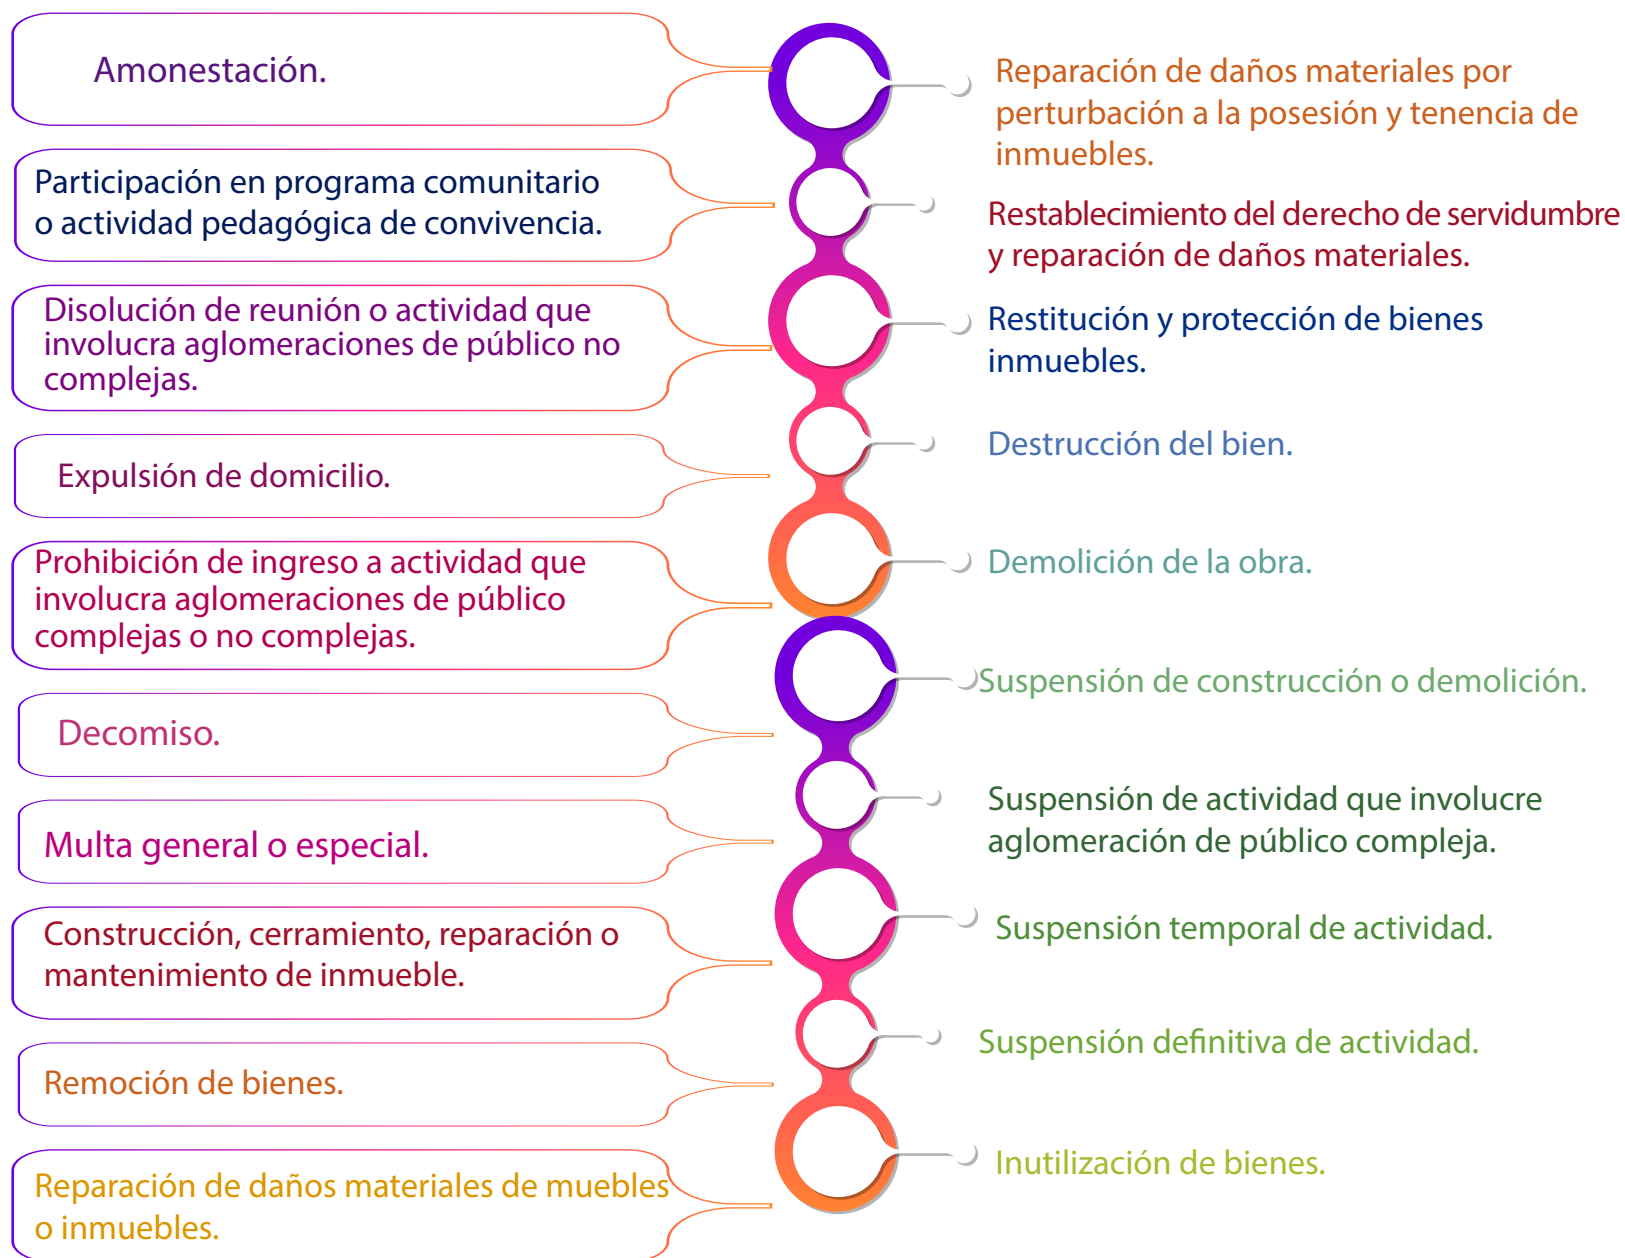 Amonestación.
Participación en programa comunitario
o actividad pedagógica de convivencia.
Disolución de reunión o actividad que
involucra aglomeraciones de público no
complejas.
Expulsión de domicilio.
Prohibición de ingreso a actividad que
involucra aglomeraciones de público
complejas o no complejas.
Decomiso.
Multa general o especial.
Construcción, cerramiento, reparación o
mantenimiento de inmueble.
Remoción de bienes.
Reparación de daños materiales de muebles
o inmuebles.
Reparación de daños materiales por
perturbación a la posesión y tenencia de
inmuebles.
Restablecimiento del derecho de servidumbre
y reparación de daños materiales.
Restitución y protección de bienes
inmuebles.
Destrucción del bien.
Demolición de la obra.
Suspensión de construcción o demolición.
Suspensión de actividad que involucre
aglomeración de público compleja.
Suspensión temporal de actividad.
Suspensión definitiva de actividad.
Inutilización de bienes.